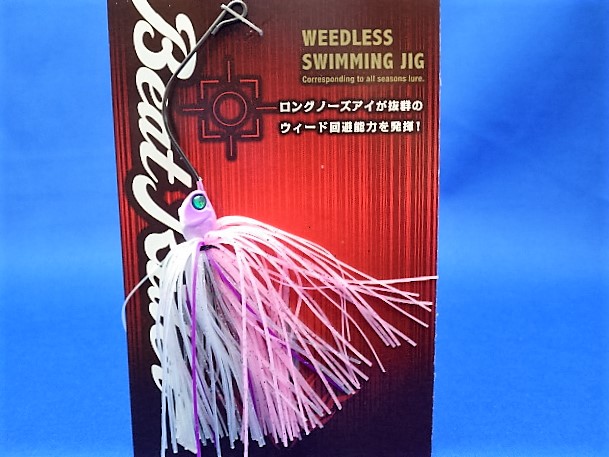 Beat
WEEDLESS
SWIMMING JIG
Corresponding to all seasons lure.
ロングノーズアイが抜群の
ウィード回避能力を発揮!